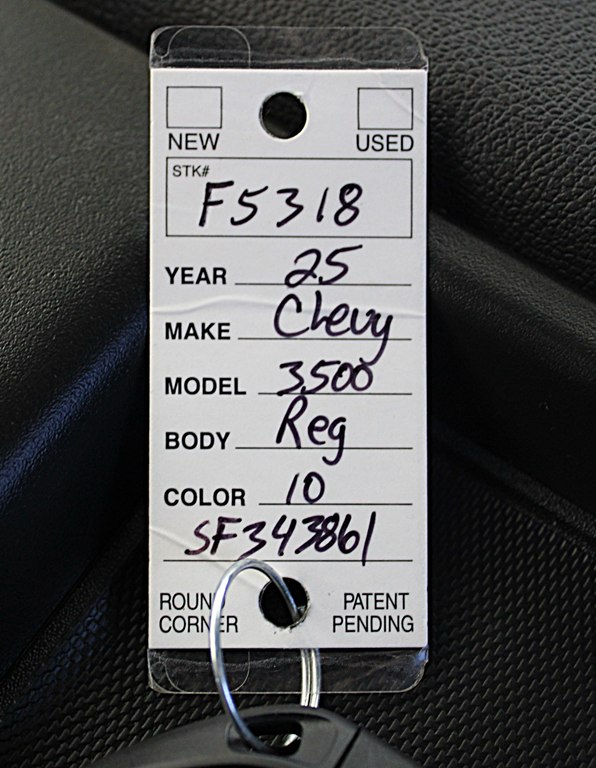 NEW USED
STK#
F5318
YEAR 25
MAKE Chevy
MODEL 3500
BODY Reg
COLOR 10
SF343861
ROUND PATENT
CORNER PENDING